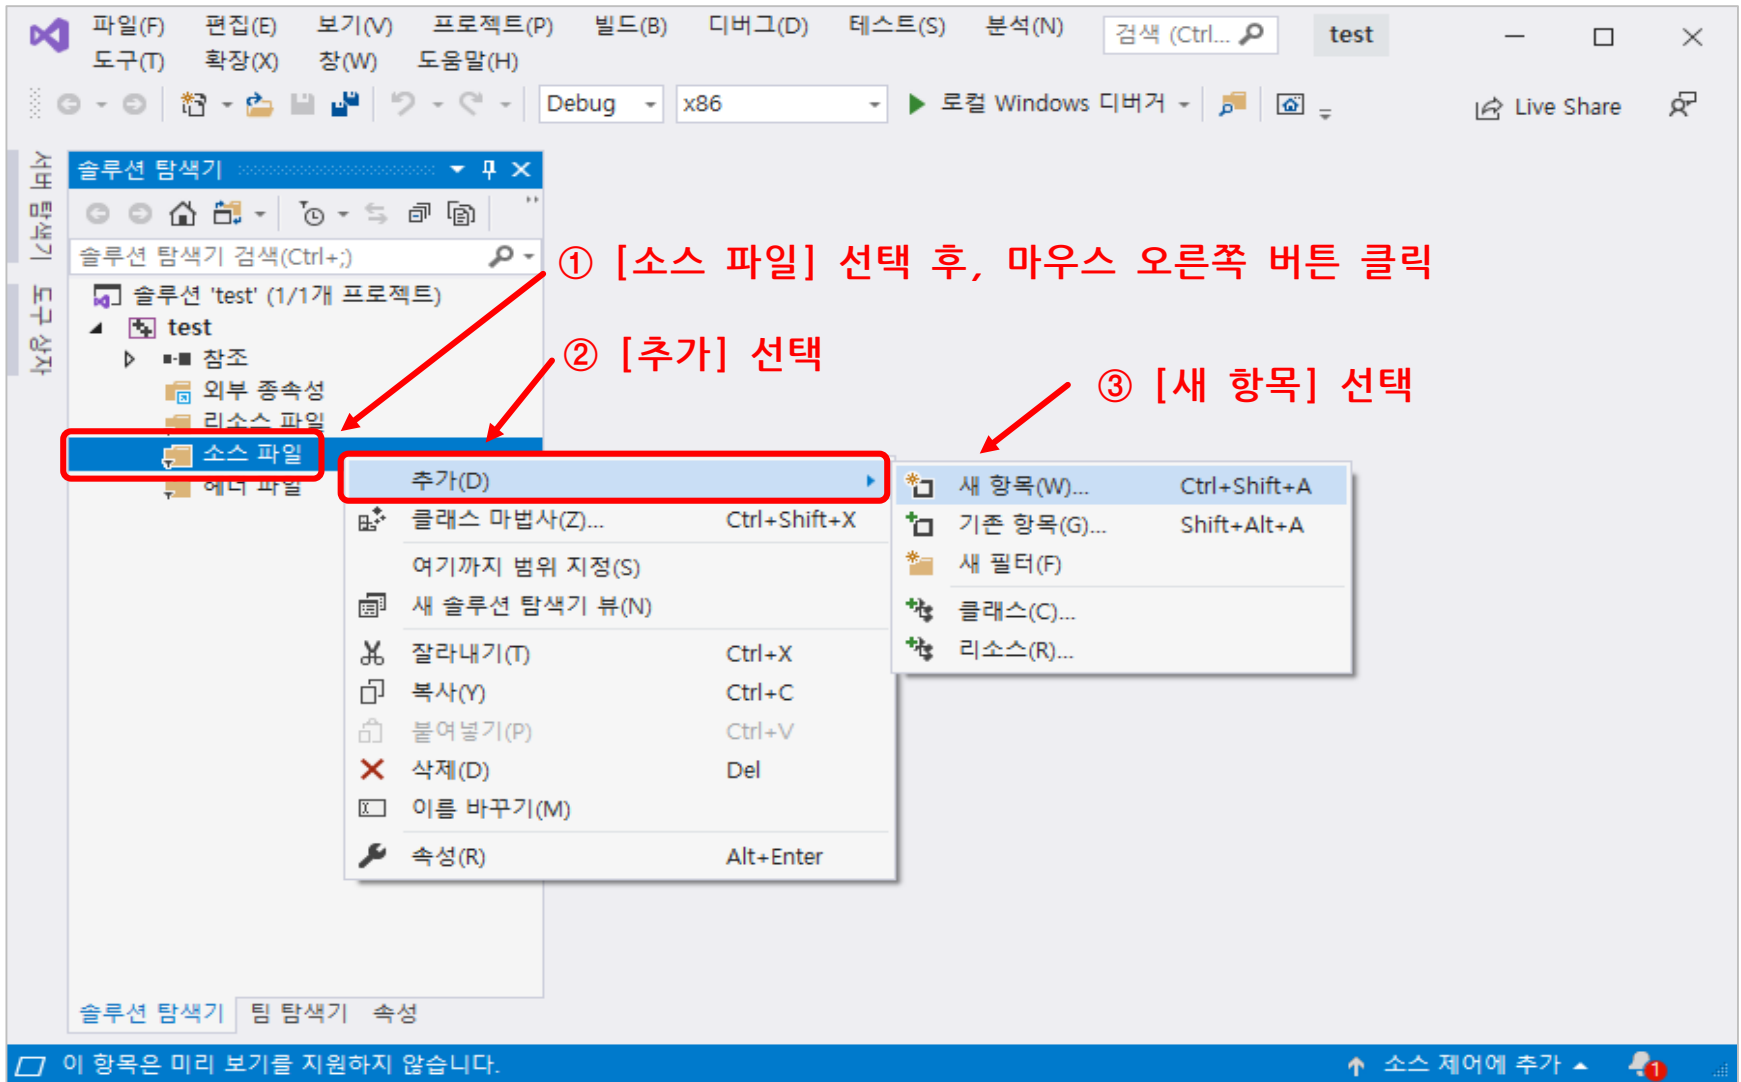 파일(F) 편집(E) 보기(V) 프로젝트(P) 빌드(B) 디버그(D) 테스트(S) 분석(N) 검색 (Ctrl... test
도구(T) 확장(X) 창(W) 도움말(H)
Debug x86 로컬 Windows 디버거 Live Share
서버 탐색기
도구 상자
솔루션 탐색기
솔루션 탐색기 검색(Ctrl+;)
① [소스 파일] 선택 후, 마우스 오른쪽 버튼 클릭
솔루션 'test' (1/1개 프로젝트)
test
참조
② [추가] 선택
외부 종속성
③ [새 항목] 선택
리소스 파일
소스 파일
헤더 파일
추가(D)
클래스 마법사(Z)... Ctrl+Shift+X
여기까지 범위 지정(S)
새 솔루션 탐색기 뷰(N)
잘라내기(T) Ctrl+X
복사(Y) Ctrl+C
붙여넣기(P) Ctrl+V
삭제(D) Del
이름 바꾸기(M)
속성(R) Alt+Enter
새 항목(W)... Ctrl+Shift+A
기존 항목(G)... Shift+Alt+A
새 필터(F)
클래스(C)...
리소스(R)...
솔루션 탐색기 팀 탐색기 속성
이 항목은 미리 보기를 지원하지 않습니다. 소스 제어에 추가 1